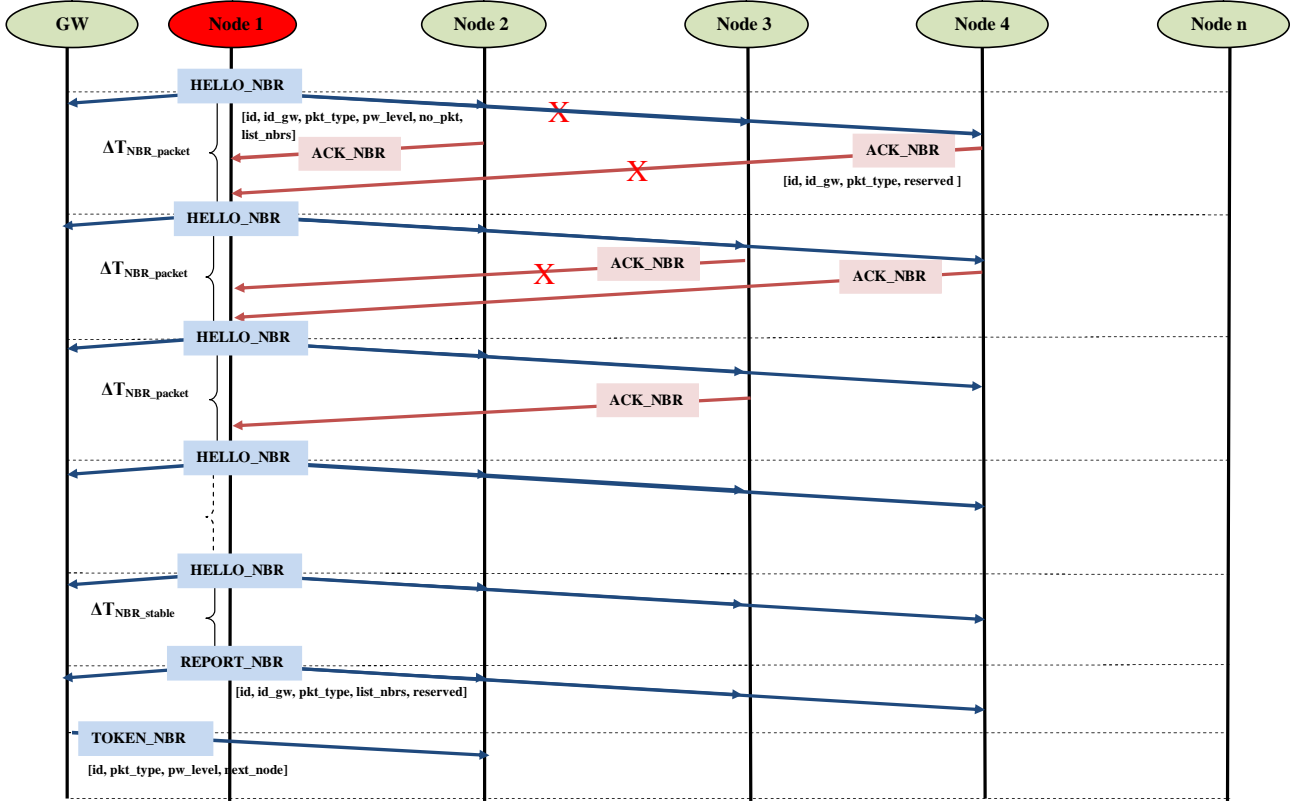 GW
Node 1
Node 2
Node 3
Node 4
Node n
HELLO_NBR
X
[id, id_gw, pkt_type, pw_level, no_pkt,
list_nbrs]
ΔTNBR_packet
ACK_NBR
ACK_NBR
X
[id, id_gw, pkt_type, reserved ]
HELLO_NBR
ΔTNBR_packet
ACK_NBR
X
ACK_NBR
HELLO_NBR
ΔTNBR_packet
ACK_NBR
HELLO_NBR
HELLO_NBR
ΔTNBR_stable
REPORT_NBR
[id, id_gw, pkt_type, list_nbrs, reserved]
TOKEN_NBR
[id, pkt_type, pw_level, next_node]